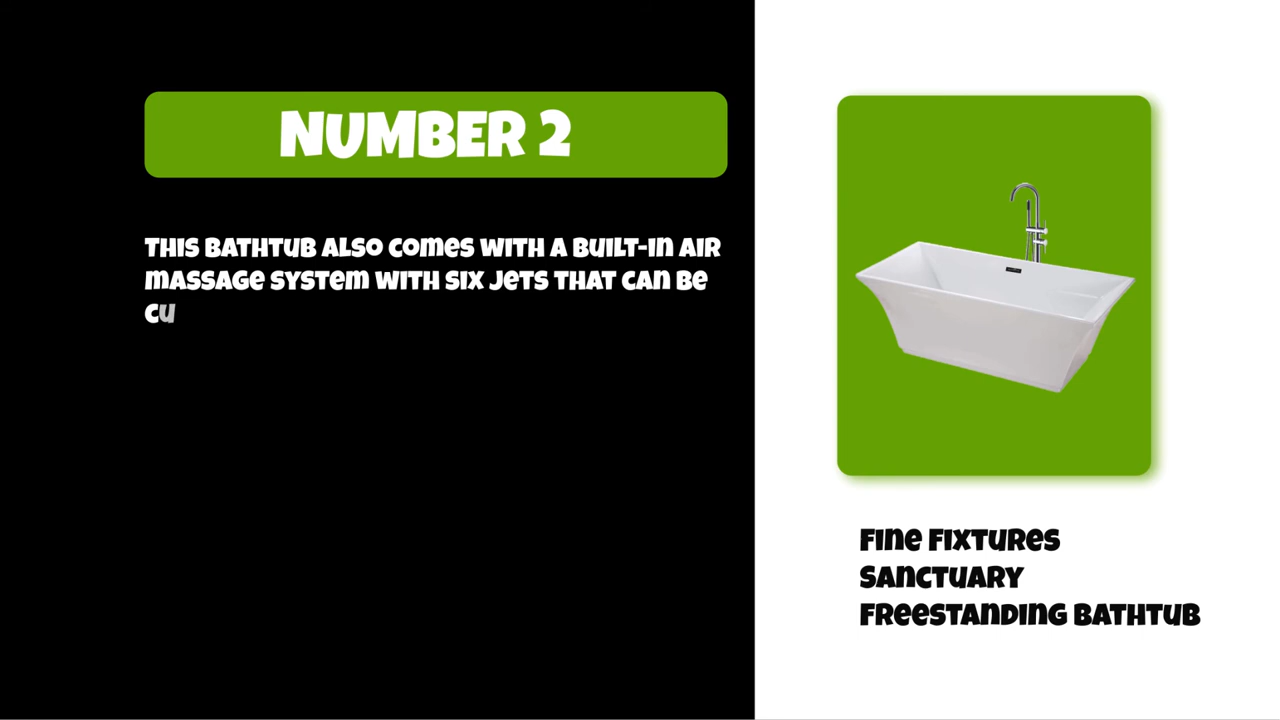 NUMBER 2
THIS BATHTUB ALSO COMES WITH A BUILT-IN AIR
MASSAGE SYSTEM WITH SIX JETS THAT CAN BE
CU
FINE FIXTURES
SANCTUARY
FREESTANDING BATHTUB